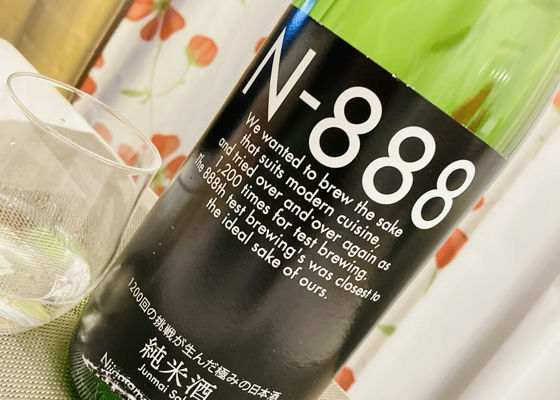 N-888
We wanted to brew the sake
that suits modern cuisine,
and tried over and over again as
1,200 times for test brewing.
The 888th test brewing's was closest to
the ideal sake of ours.
1200回の挑戦が生んだ極みの日本酒
純米酒
Junmai